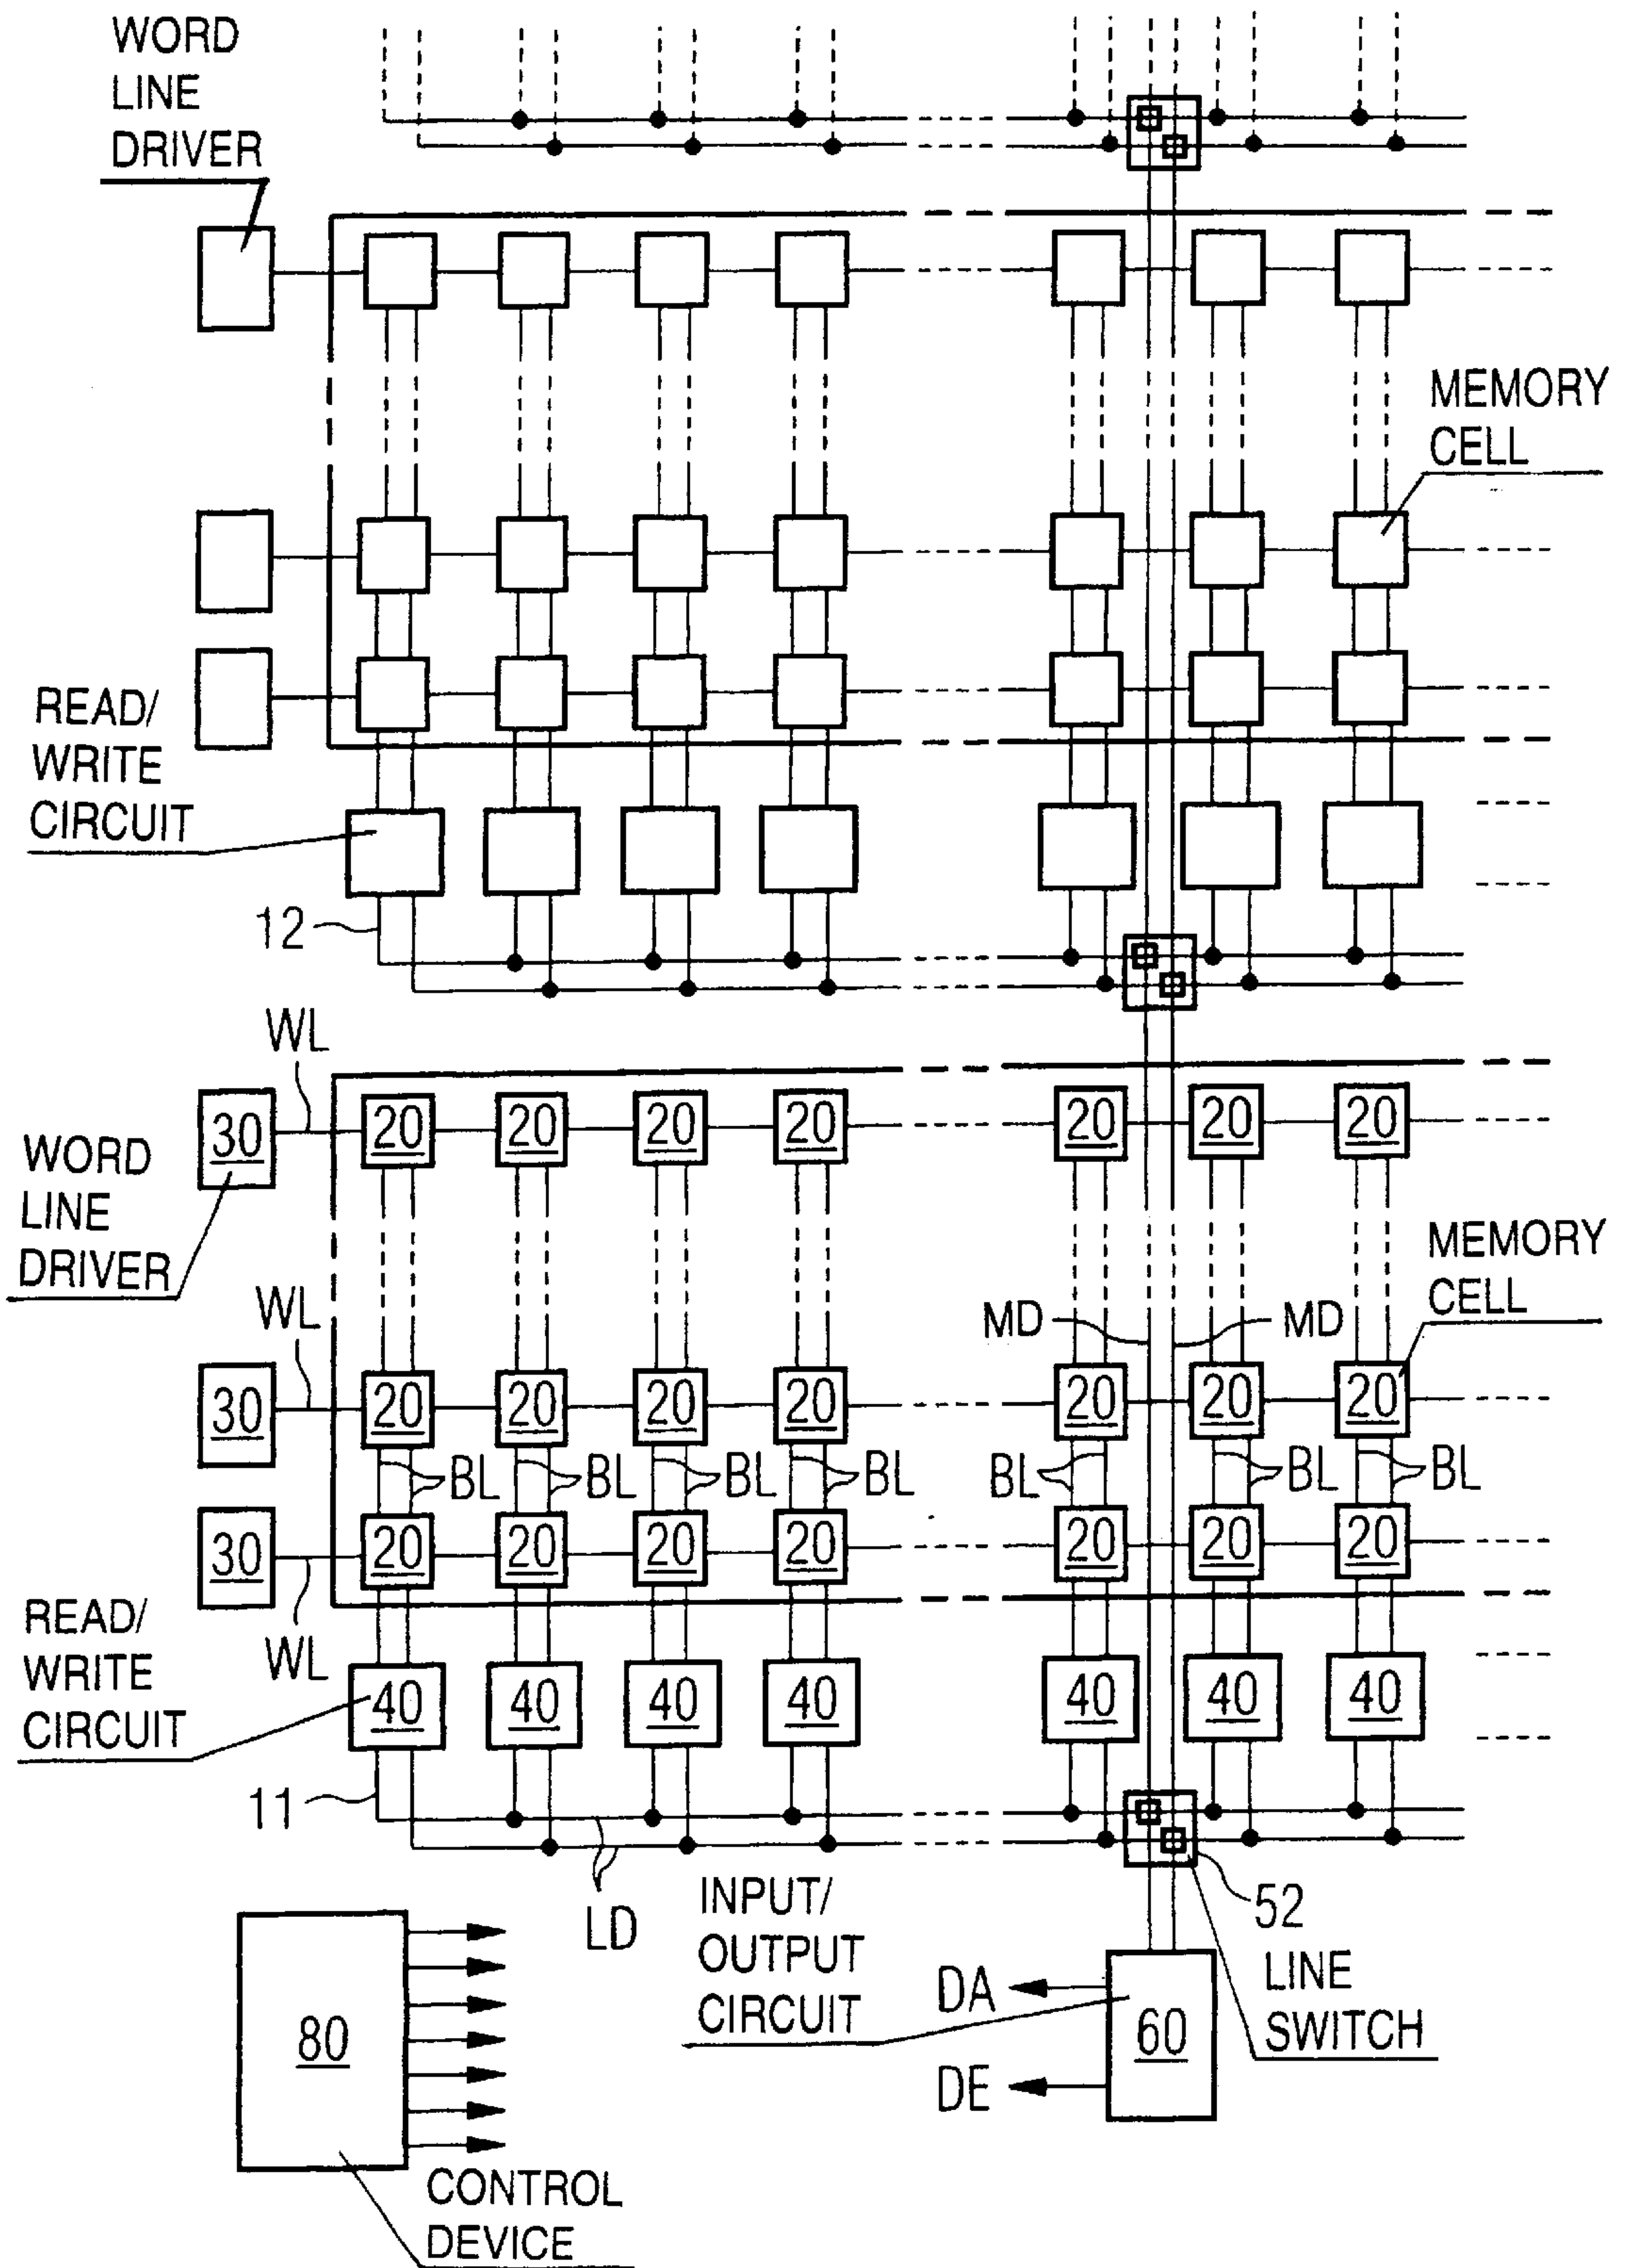 WORD
LINE
DRIVER
MEMORY
CELL
READ/
WRITE
CIRCUIT
12
WL
30 20 20 20 20 20 20 20
WORD
LINE
DRIVER
MEMORY
CELL
WL
MD MD
30 20 20 20 20 20 20 20
BL BL BL BL BL BL BL
30 20 20 20 20 20 20 20
READ/
WRITE
CIRCUIT
WL
40 40 40 40 40 40 40
11
LD
INPUT/
OUTPUT
CIRCUIT
52
LINE
SWITCH
DA
60
DE
80
CONTROL
DEVICE